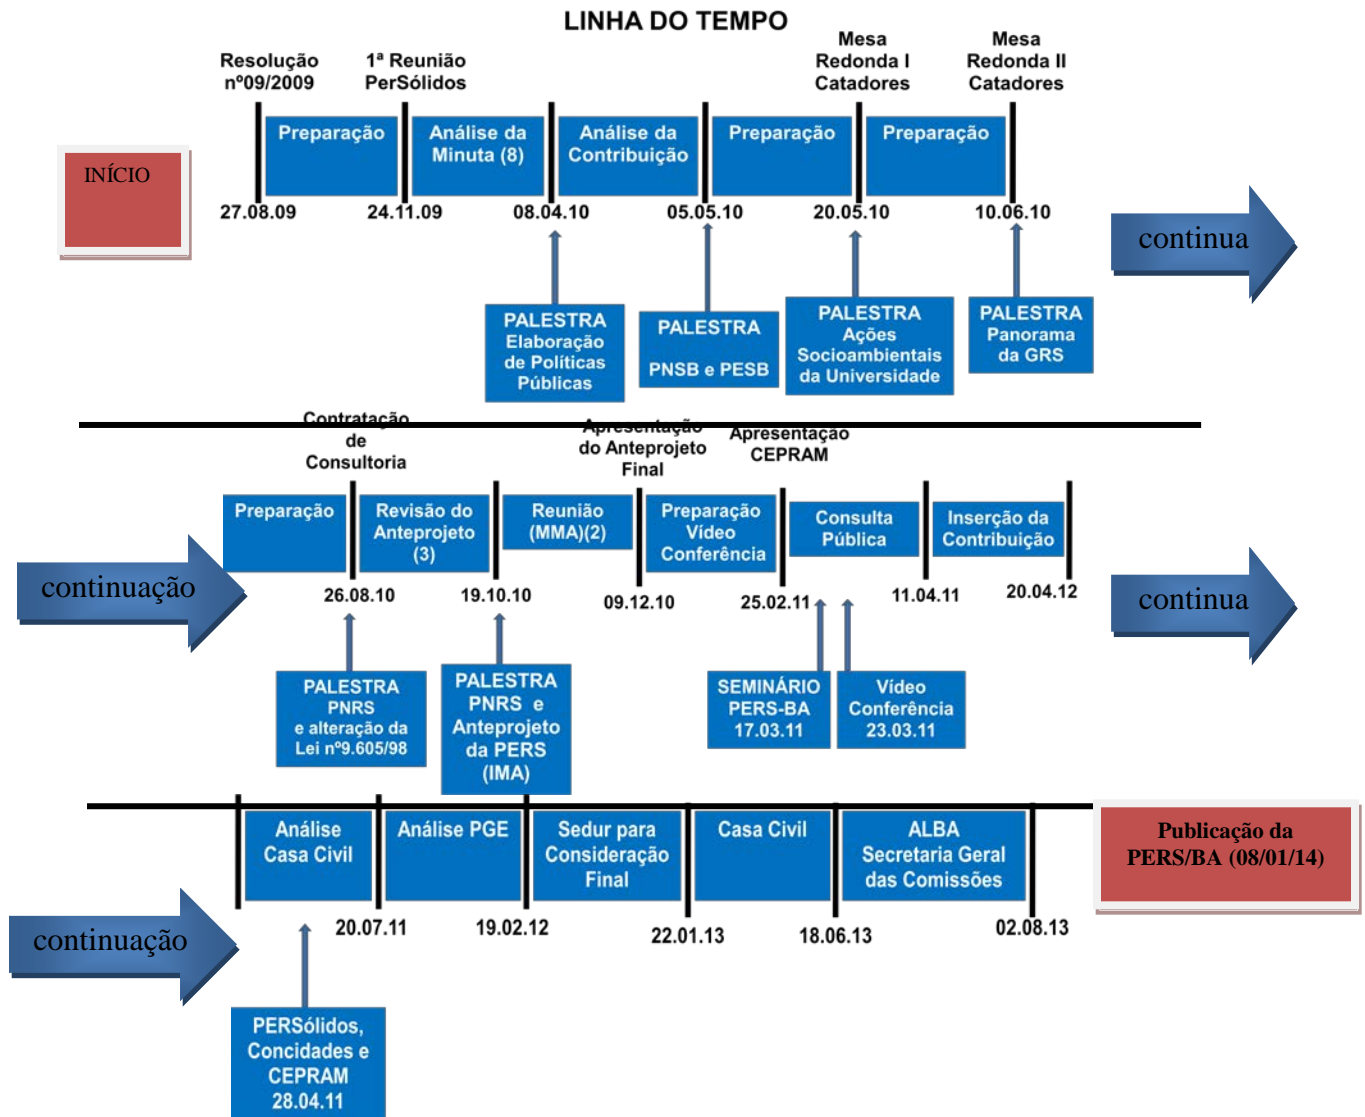 LINHA DO TEMPO
Resolução
nº09/2009
1ª Reunião
PerSólidos
Mesa
Redonda I
Catadores
Mesa
Redonda II
Catadores
INÍCIO
Preparação
Análise da
Minuta (8)
Análise da
Contribuição
Preparação
Preparação
27.08.09
24.11.09
08.04.10
05.05.10
20.05.10
10.06.10
continua
PALESTRA
Elaboração
de Políticas
Públicas
PALESTRA
PNSB e PESB
PALESTRA
Ações
Socioambientais
da Universidade
PALESTRA
Panorama
da GRS
Contratação
de
Consultoria
Apresentação
do Anteprojeto
Final
Apresentação
CEPRAM
continuação
Preparação
Revisão do
Anteprojeto
(3)
Reunião
(MMA)(2)
Preparação
Vídeo
Conferência
Consulta
Pública
Inserção da
Contribuição
26.08.10
19.10.10
09.12.10
25.02.11
11.04.11
20.04.12
continua
PALESTRA
PNRS
e alteração da
Lei nº9.605/98
PALESTRA
PNRS e
Anteprojeto
da PERS
(IMA)
SEMINÁRIO
PERS-BA
17.03.11
Vídeo
Conferência
23.03.11
continuação
Análise
Casa Civil
Análise PGE
Sedur para
Consideração
Final
Casa Civil
ALBA
Secretaria Geral
das Comissões
Publicação da
PERS/BA (08/01/14)
20.07.11
19.02.12
22.01.13
18.06.13
02.08.13
PERSólidos,
Concidades e
CEPRAM
28.04.11